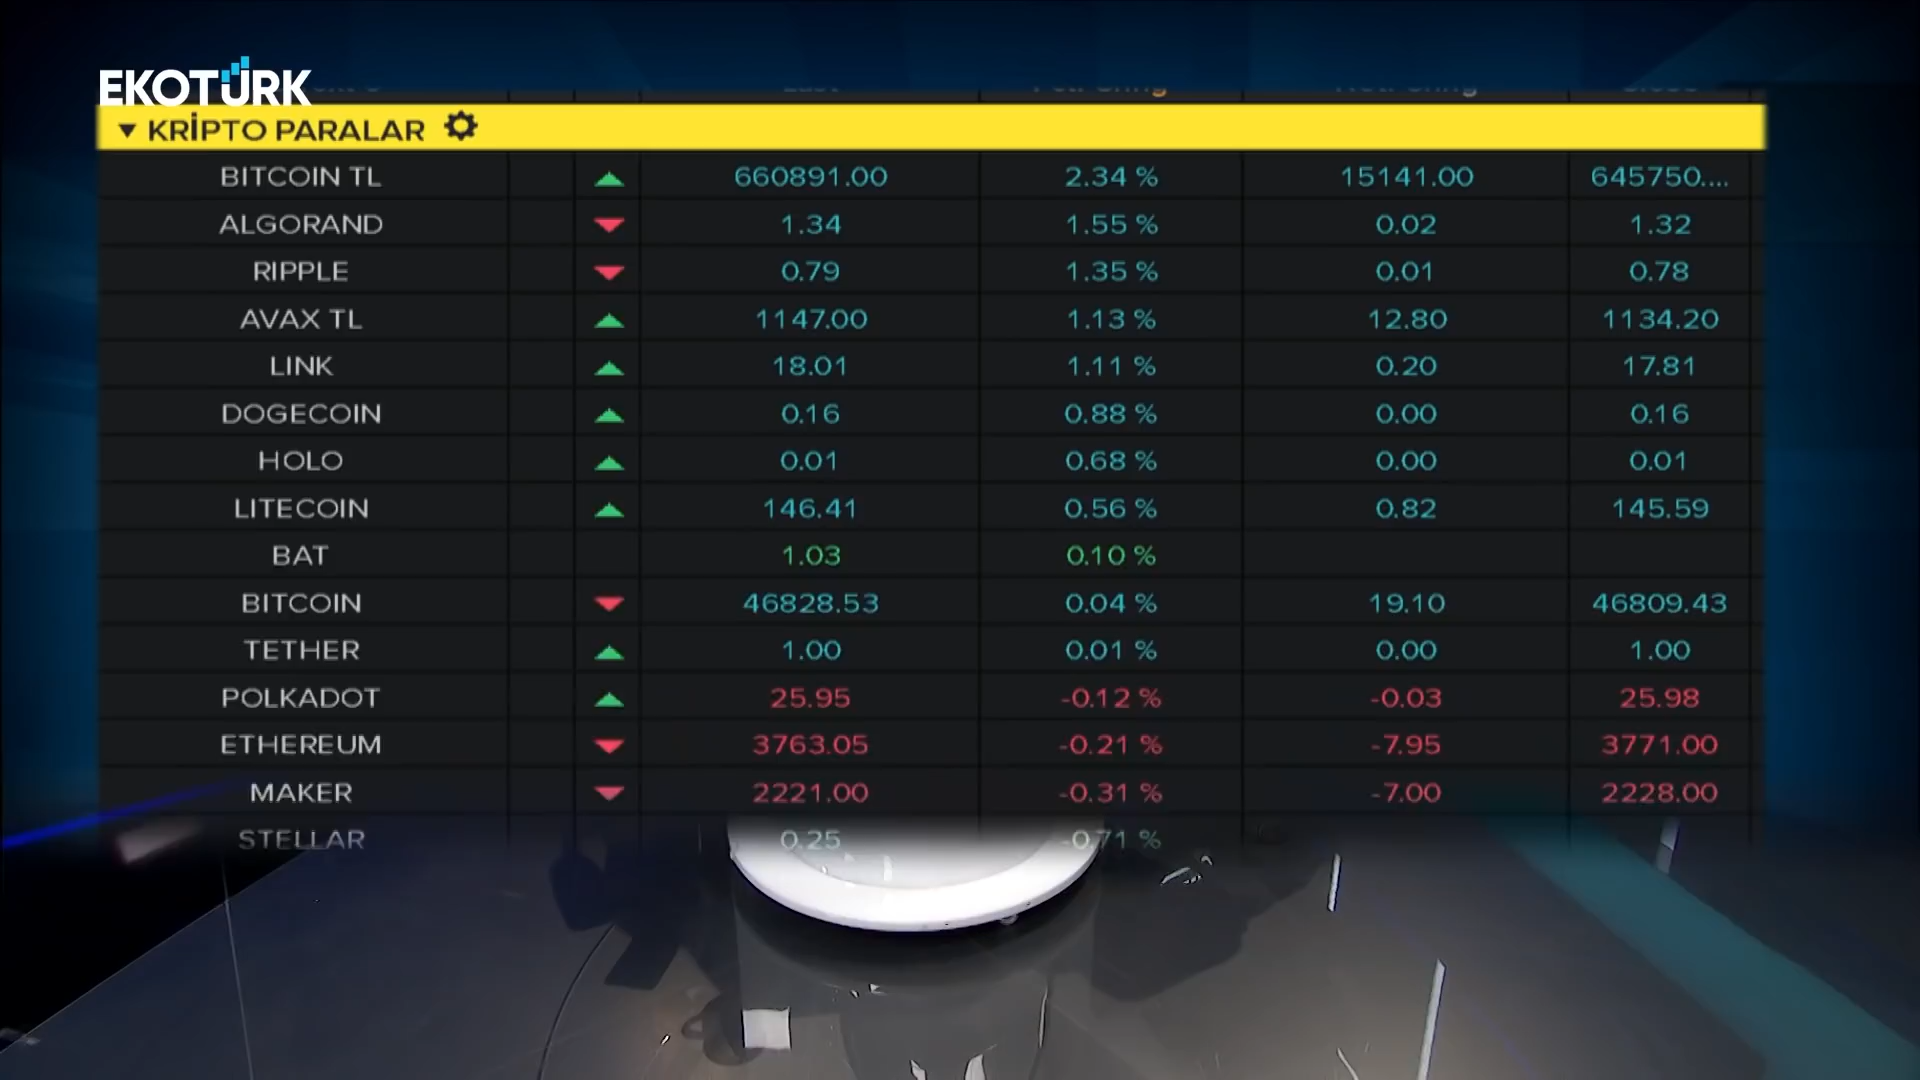 EKOTÜRK
KRİPTO PARALAR
BITCOIN TL 660891.00 2.34 % 15141.00 645750....
ALGORAND 1.34 1.55 % 0.02 1.32
RIPPLE 0.79 1.35 % 0.01 0.78
AVAX TL 1147.00 1.13 % 12.80 1134.20
LINK 18.01 1.11 % 0.20 17.81
DOGECOIN 0.16 0.88 % 0.00 0.16
HOLO 0.01 0.68 % 0.00 0.01
LITECOIN 146.41 0.56 % 0.82 145.59
BAT 1.03 0.10 %
BITCOIN 46828.53 0.04 % 19.10 46809.43
TETHER 1.00 0.01 % 0.00 1.00
POLKADOT 25.95 -0.12 % -0.03 25.98
ETHEREUM 3763.05 -0.21 % -7.95 3771.00
MAKER 2221.00 -0.31 % -7.00 2228.00
STELLAR 0.25 -0.71 %